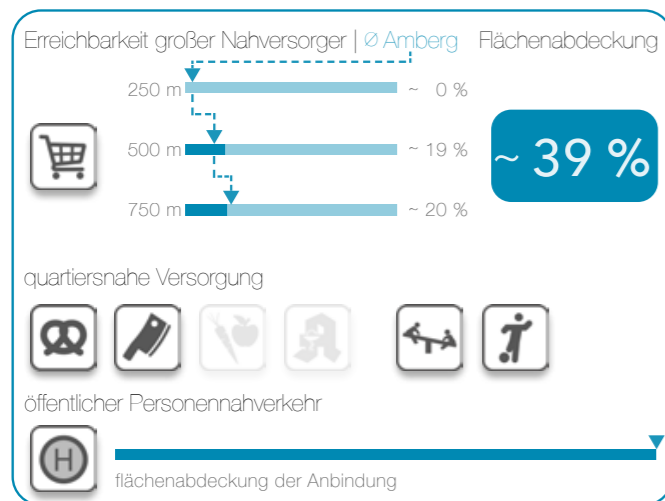 Erreichbarkeit großer Nahversorger | Ø Amberg Flächenabdeckung
250 m ~ 0 %
500 m ~ 19 %
~ 39 %
750 m ~ 20 %
quartiersnahe Versorgung
öffentlicher Personennahverkehr
H
flächenabdeckung der Anbindung